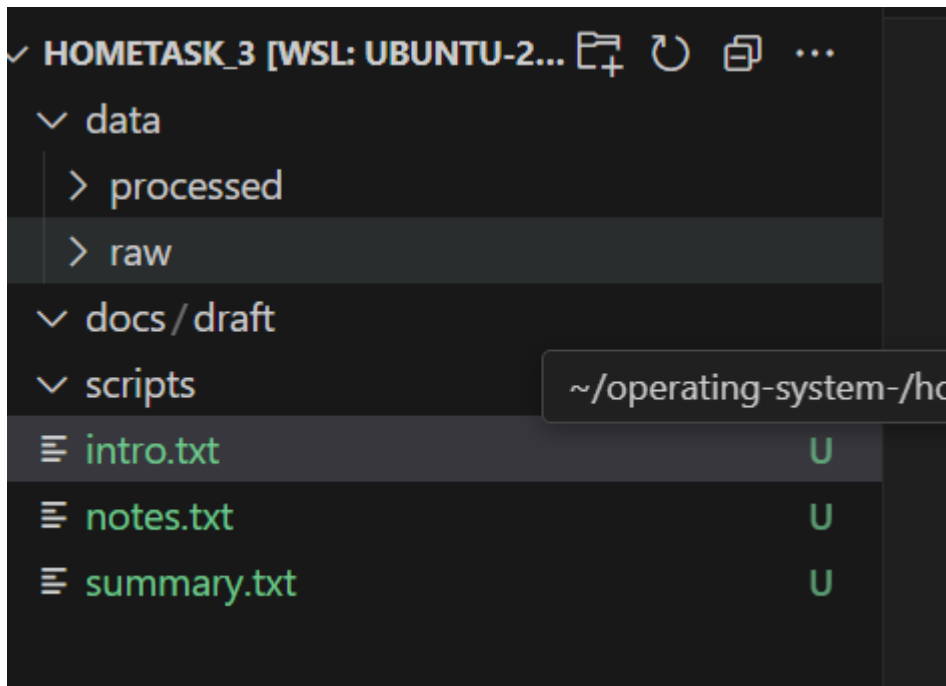 HOMETASK_3 [WSL: UBUNTU-2...
data
processed
raw
docs / draft
scripts
~/operating-system-/ho
intro.txt U
notes.txt U
summary.txt U